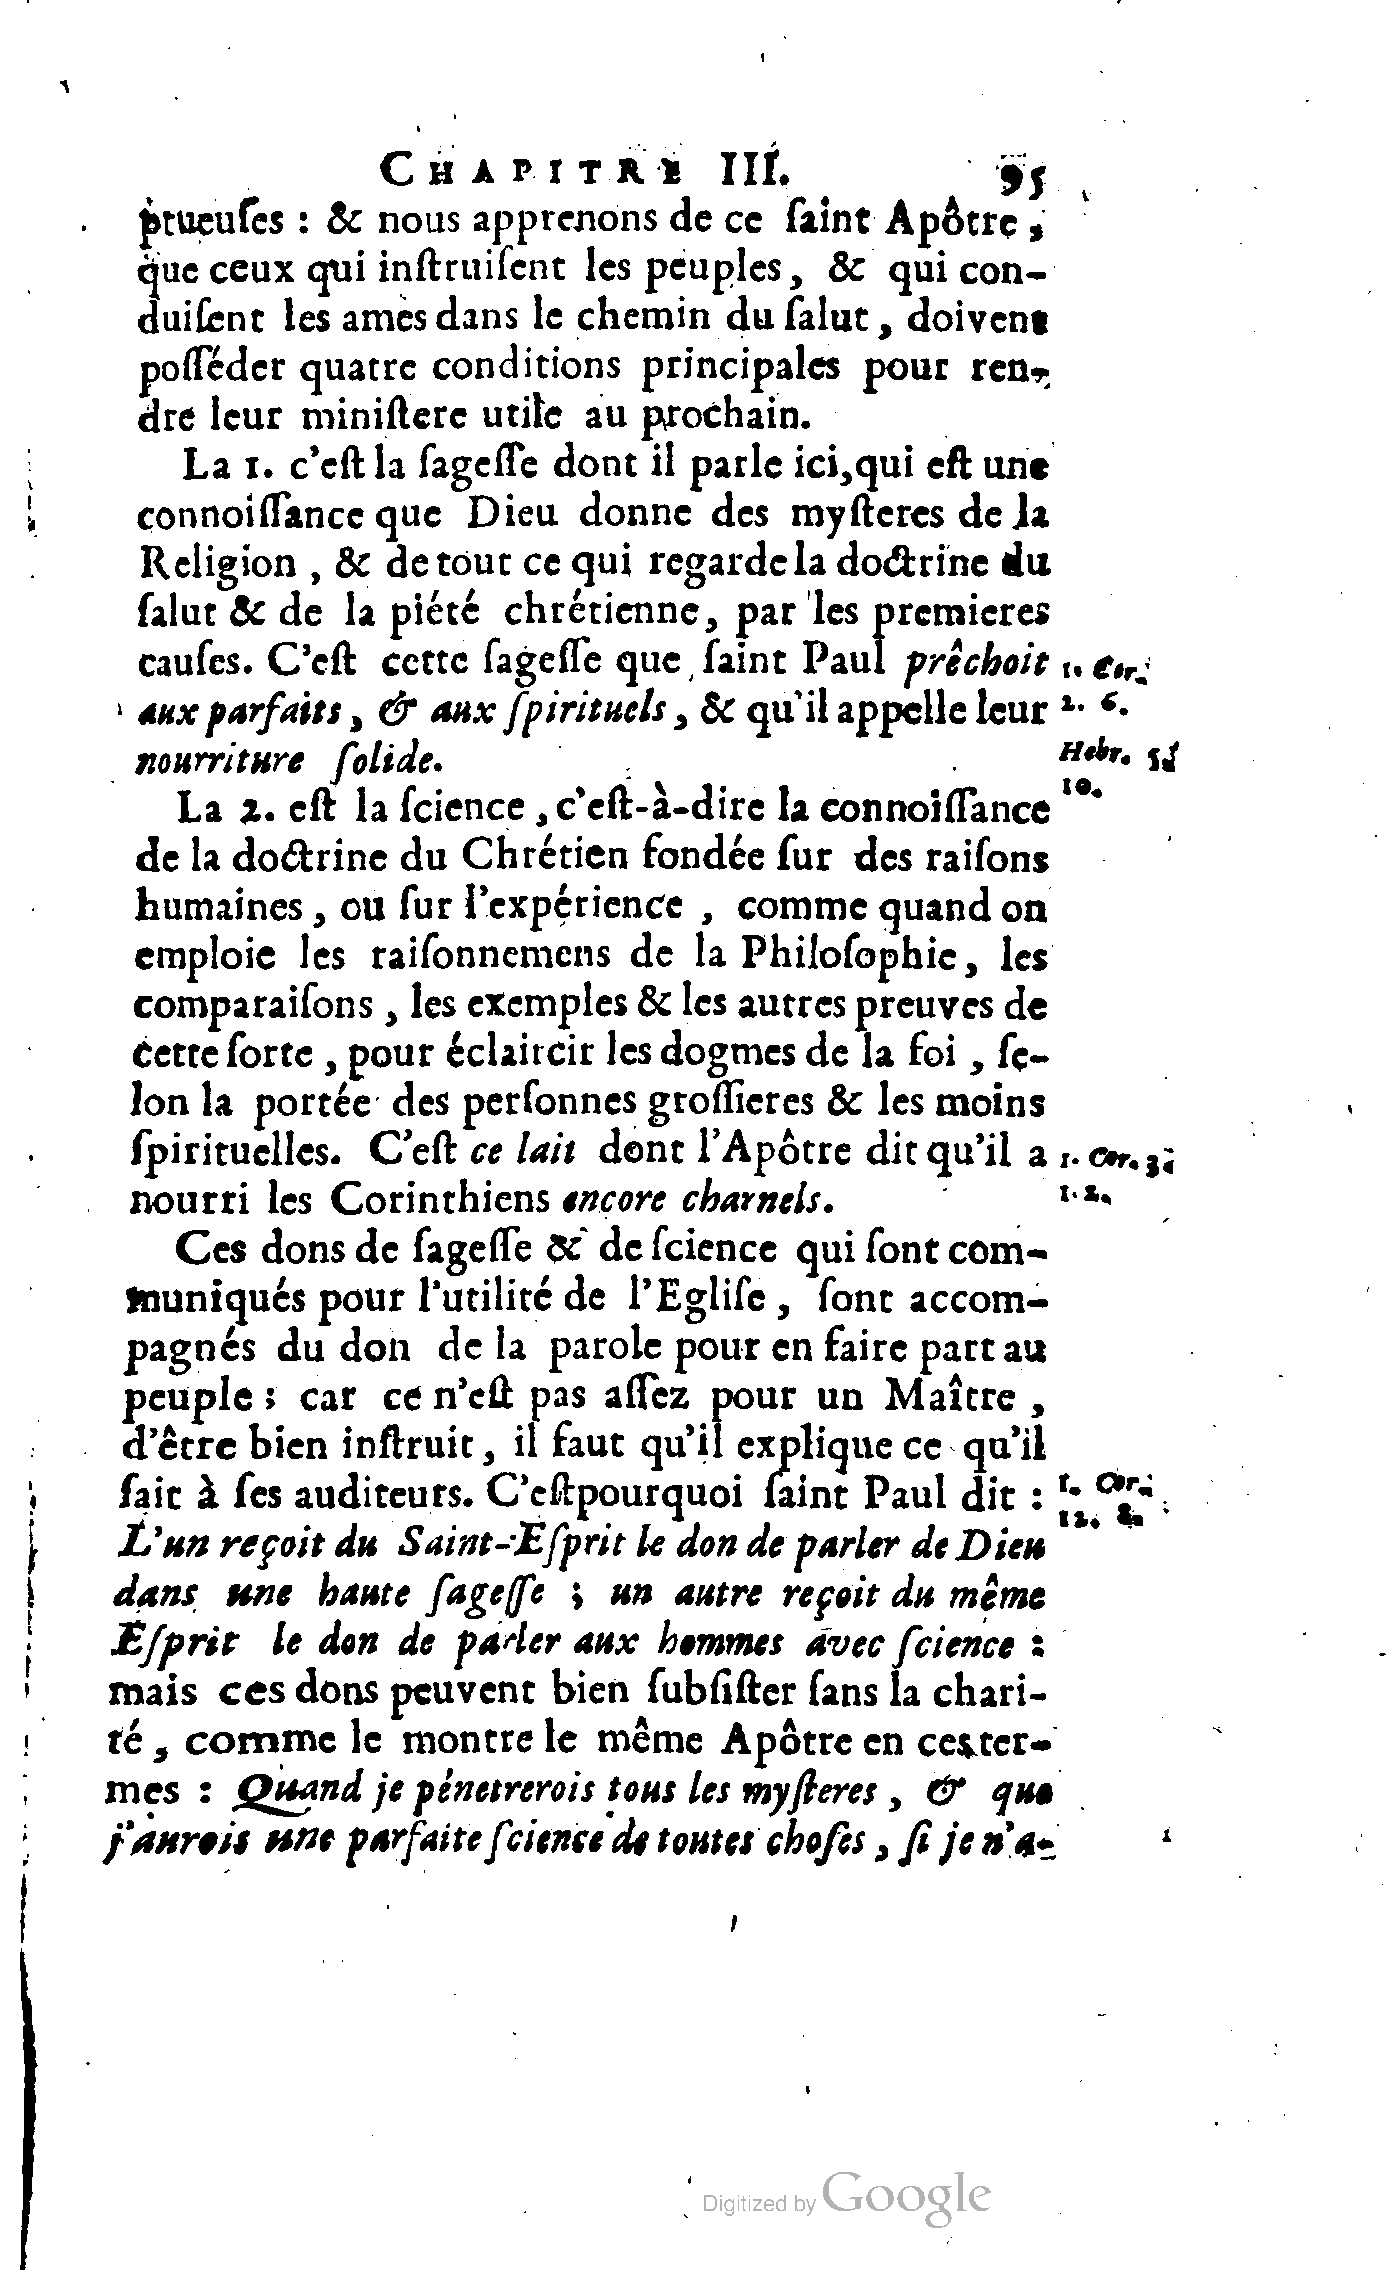 CHAPITRE III. 95
ptueuſes : & nous apprenons de ce ſaint Apôtre,
que ceux qui inſtruiſent les peuples, & qui con-
duiſent les ames dans le chemin du ſalut, doivent
poſſéder quatre conditions principales pour ren-
dre leur miniſtere utile au prochain.
La 1. c'eſt la ſageſſe dont il parle ici, qui eſt une
connoiſſance que Dieu donne des myſteres de la
Religion, & de tout ce qui regarde la doctrine du
ſalut & de la piété chrétienne, par les premieres
cauſes. C'eſt cette ſageſſe que ſaint Paul prêchoit
1. Cor.
aux parfaits, & aux ſpirituels, & qu'il appelle leur
2. 6.
nourriture ſolide.
Hebr. 5.
10.
La 2. eſt la ſcience, c'eſt-à-dire la connoiſſance
de la doctrine du Chrétien fondée ſur des raiſons
humaines, ou ſur l'expérience, comme quand on
emploie les raiſonnemens de la Philoſophie, les
comparaiſons, les exemples & les autres preuves de
cette ſorte, pour éclaircir les dogmes de la foi, ſe-
lon la portée des perſonnes groſſieres & les moins
ſpirituelles. C'eſt ce lait dont l'Apôtre dit qu'il a
1. Cor. 3.
nourri les Corinthiens encore charnels.
1. 2.
Ces dons de ſageſſe & de ſcience qui ſont com-
muniqués pour l'utilité de l'Egliſe, ſont accom-
pagnés du don de la parole pour en faire part au
peuple ; car ce n'eſt pas aſſez pour un Maître,
d'être bien inſtruit, il faut qu'il explique ce qu'il
ſait à ſes auditeurs. C'eſtpourquoi ſaint Paul dit :
1. Cor.
12. 8.
L'un reçoit du Saint-Eſprit le don de parler de Dieu
dans une haute ſageſſe ; un autre reçoit du même
Eſprit le don de parler aux hommes avec ſcience :
mais ces dons peuvent bien ſubſiſter ſans la chari-
té, comme le montre le même Apôtre en ces ter-
mes : Quand je pénetrerois tous les myſteres, & que
j'aurois une parfaite ſcience de toutes choſes, ſi je n'a-
Digitized by Google